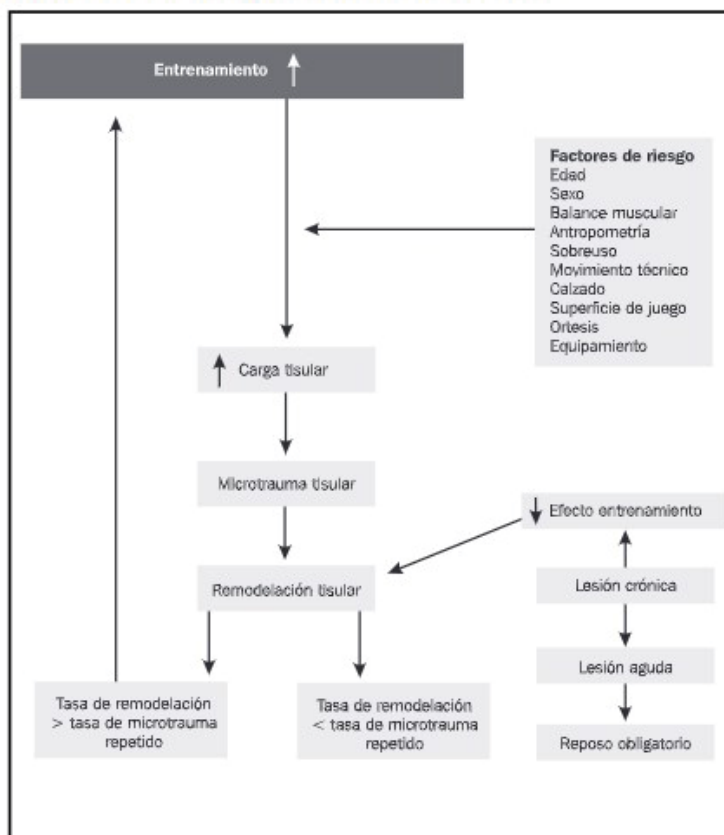 Entrenamiento ↑
Factores de riesgo
Edad
Sexo
Balance muscular
Antropometría
Sobreuso
Movimiento técnico
Calzado
Superficie de juego
Ortesis
Equipamiento
↑ Carga tisular
Microtrauma tisular
↓ Efecto entrenamiento
Remodelación tisular
Lesión crónica
Lesión aguda
Tasa de remodelación
> tasa de microtrauma
repetido
Tasa de remodelación
< tasa de microtrauma
repetido
Reposo obligatorio